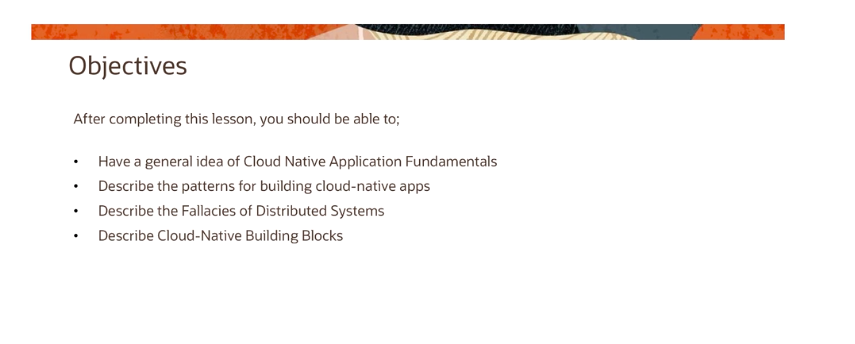 Objectives
After completing this lesson, you should be able to;
• Have a general idea of Cloud Native Application Fundamentals
• Describe the patterns for building cloud-native apps
• Describe the Fallacies of Distributed Systems
• Describe Cloud-Native Building Blocks